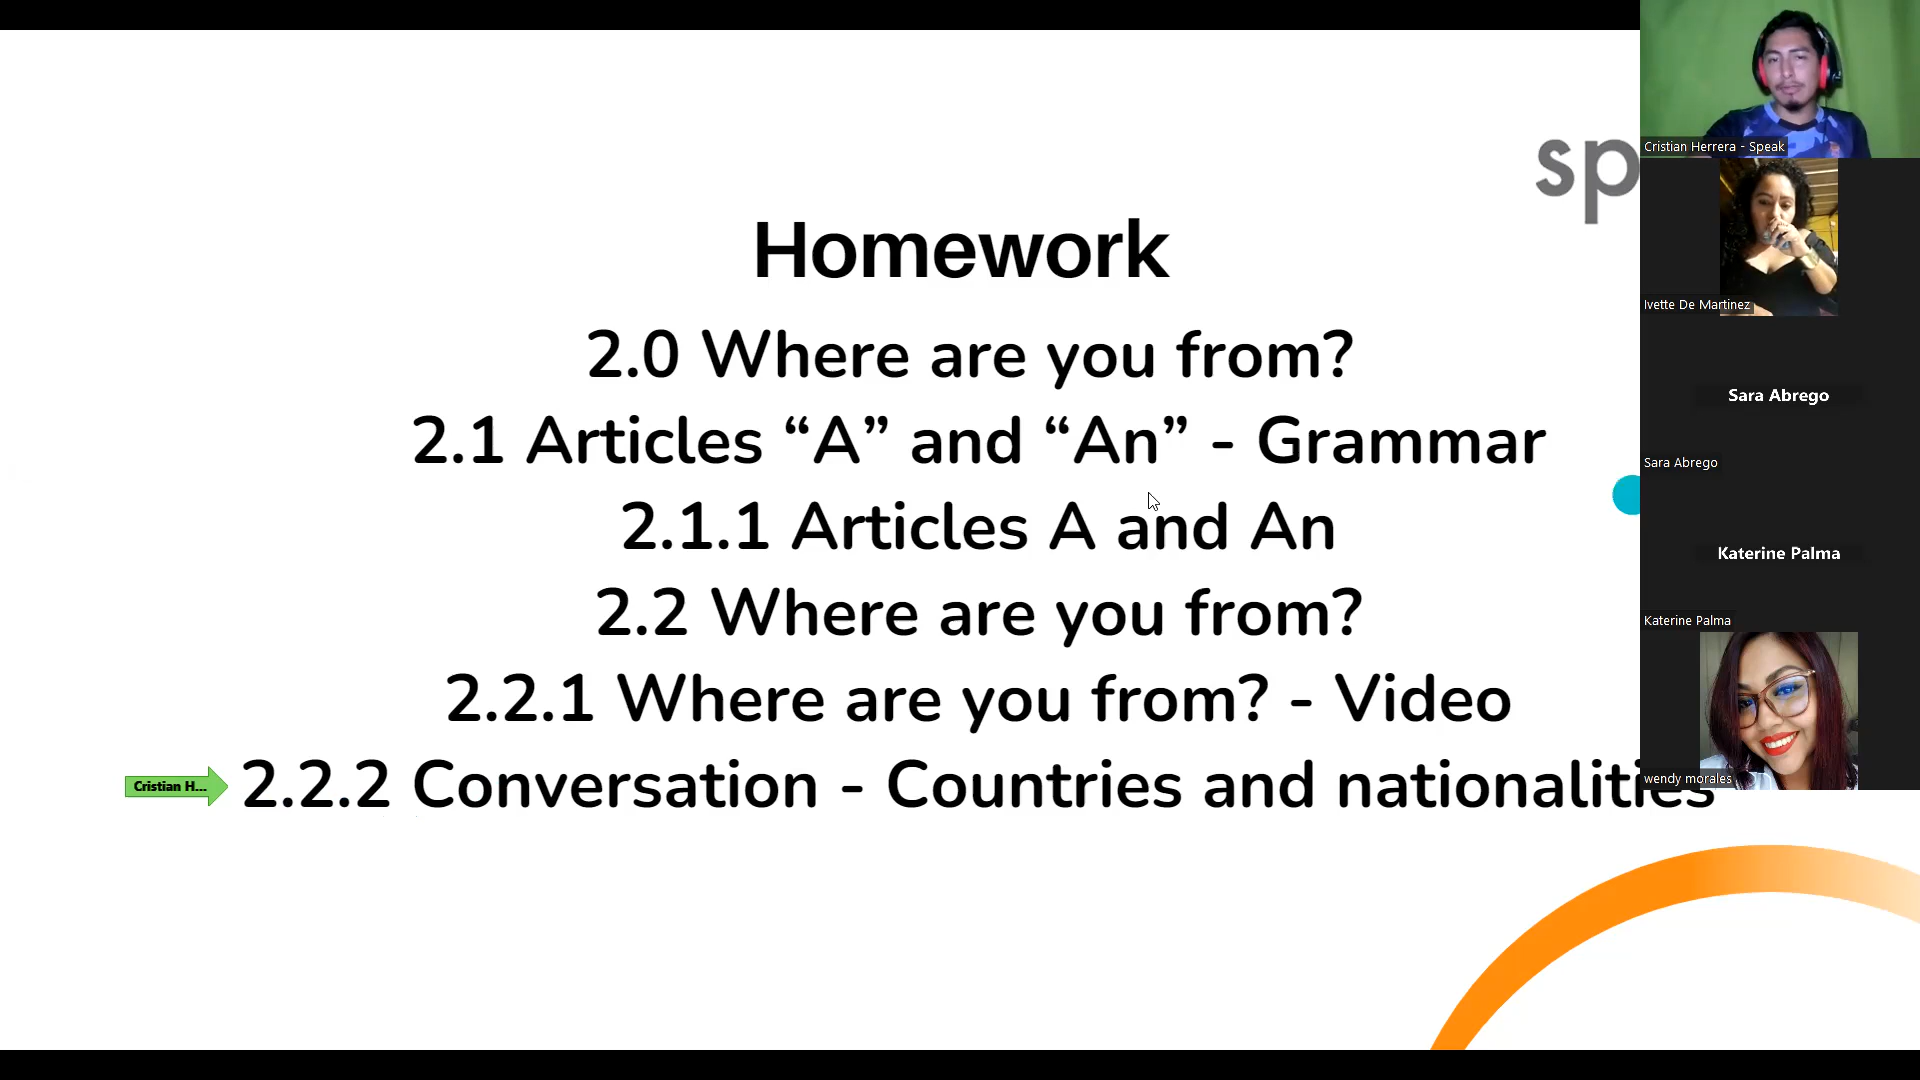 sp
Homework
2.0 Where are you from?
2.1 Articles “A” and “An” - Grammar
2.1.1 Articles A and An
2.2 Where are you from?
2.2.1 Where are you from? - Video
Cristian H...
2.2.2 Conversation - Countries and nationalities
Cristian Herrera - Speak
Ivette De Martinez
Sara Abrego
Sara Abrego
Katerine Palma
Katerine Palma
wendy morales